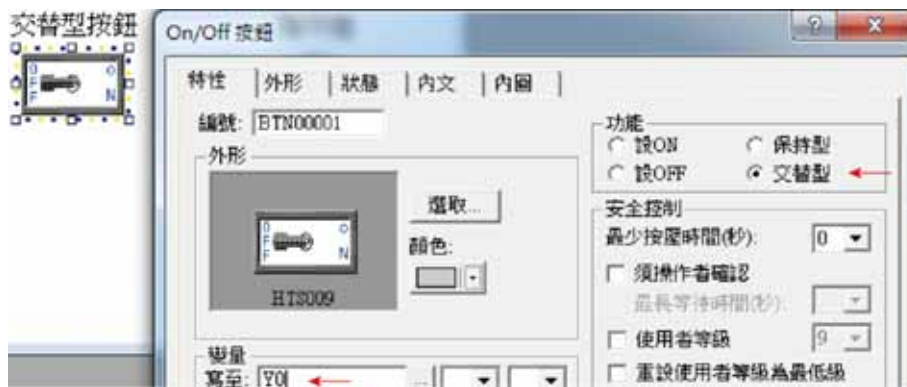 交替型按鈕
O F F O N
On/Off 按鈕
特性 外形 狀態 內文 內圖
編號: BTN00001
外形
O F F O N
HTS009
選取...
顏色:
變量
寫至: Y0 ...
功能
設ON 保持型
設OFF 交替型
安全控制
最少按壓時間(秒): 0
須操作者確認
最長等待時間(秒):
使用者等級 9
重設使用者等級為最低級